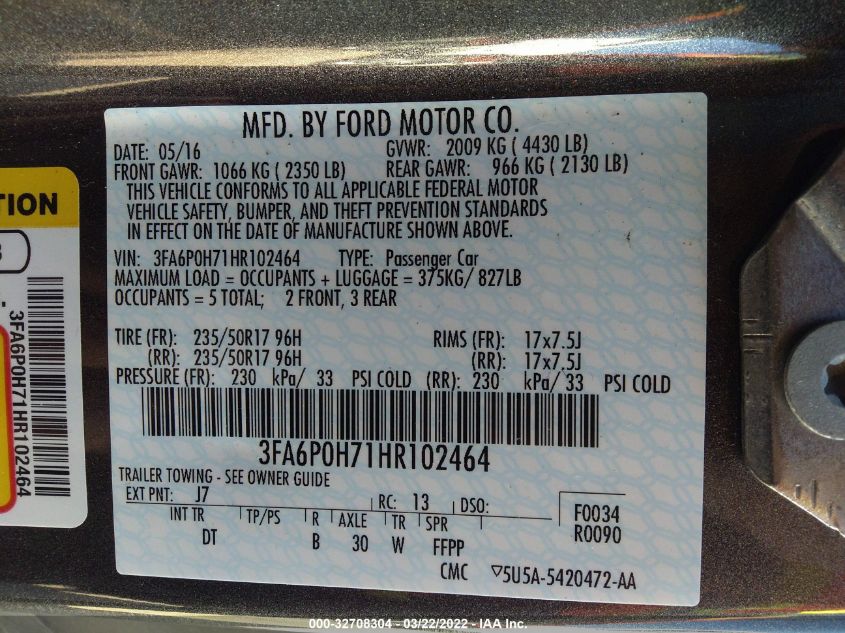 MFD. BY FORD MOTOR CO.
DATE: 05/16 GVWR: 2009 KG ( 4430 LB)
FRONT GAWR: 1066 KG ( 2350 LB) REAR GAWR: 966 KG ( 2130 LB)
THIS VEHICLE CONFORMS TO ALL APPLICABLE FEDERAL MOTOR
VEHICLE SAFETY, BUMPER, AND THEFT PREVENTION STANDARDS
IN EFFECT ON THE DATE OF MANUFACTURE SHOWN ABOVE.
VIN: 3FA6P0H71HR102464 TYPE: Passenger Car
MAXIMUM LOAD = OCCUPANTS + LUGGAGE = 375KG/ 827LB
OCCUPANTS = 5 TOTAL; 2 FRONT, 3 REAR
TIRE (FR): 235/50R17 96H RIMS (FR): 17x7.5J
(RR): 235/50R17 96H (RR): 17x7.5J
PRESSURE (FR): 230 kPa/ 33 PSI COLD (RR): 230 kPa/ 33 PSI COLD
3FA6P0H71HR102464
TRAILER TOWING - SEE OWNER GUIDE
EXT PNT: J7 RC: 13 DSO: F0034
INT TR TP/PS R AXLE TR SPR R0090
DT B 30 W FFPP
CMC ▽5U5A-5420472-AA
TION
3FA6P0H71HR102464
000-32708304 - 03/22/2022 - IAA Inc.